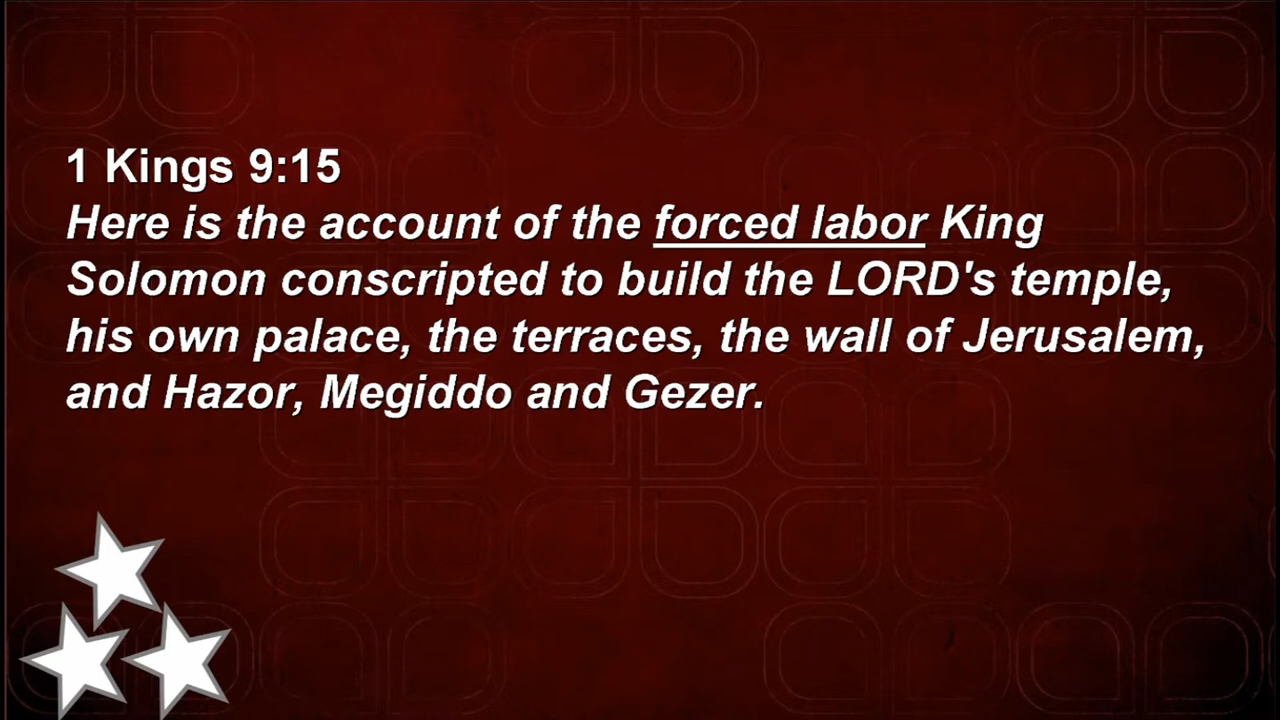 1 Kings 9:15
Here is the account of the forced labor King
Solomon conscripted to build the LORD's temple,
his own palace, the terraces, the wall of Jerusalem,
and Hazor, Megiddo and Gezer.